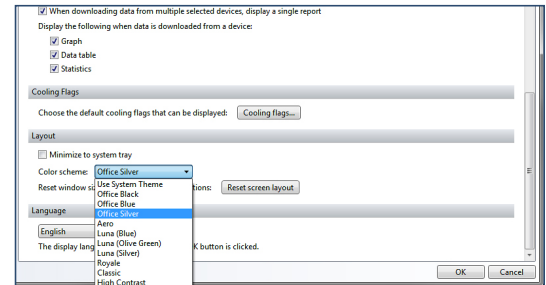 When downloading data from multiple selected devices, display a single report
Display the following when data is downloaded from a device:
Graph
Data table
Statistics
Cooling Flags
Choose the default cooling flags that can be displayed: Cooling flags...
Layout
Minimize to system tray
Color scheme: Office Silver
Reset window si tions: Reset screen layout
Use System Theme
Office Black
Office Blue
Office Silver
Aero
Luna (Blue)
Luna (Olive Green)
Luna (Silver)
Royale
Classic
High Contrast
Language
English
The display lang K button is clicked.
OK Cancel